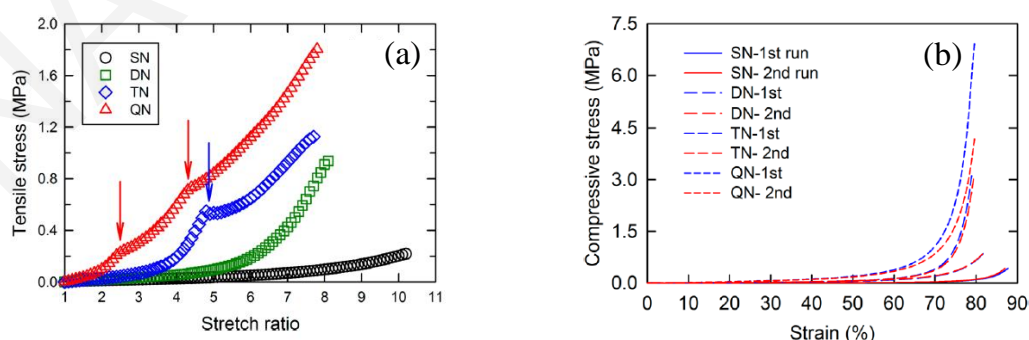 (a)
Tensile stress (MPa)
2.0
1.6
1.2
0.8
0.4
0.0
SN
DN
TN
QN
1 2 3 4 5 6 7 8 9 10 11
Stretch ratio
(b)
Compressive stress (MPa)
7.5
6.0
4.5
3.0
1.5
0.0
SN-1st run
SN- 2nd run
DN-1st
DN- 2nd
TN-1st
TN- 2nd
QN-1st
QN- 2nd
0 10 20 30 40 50 60 70 80 90
Strain (%)